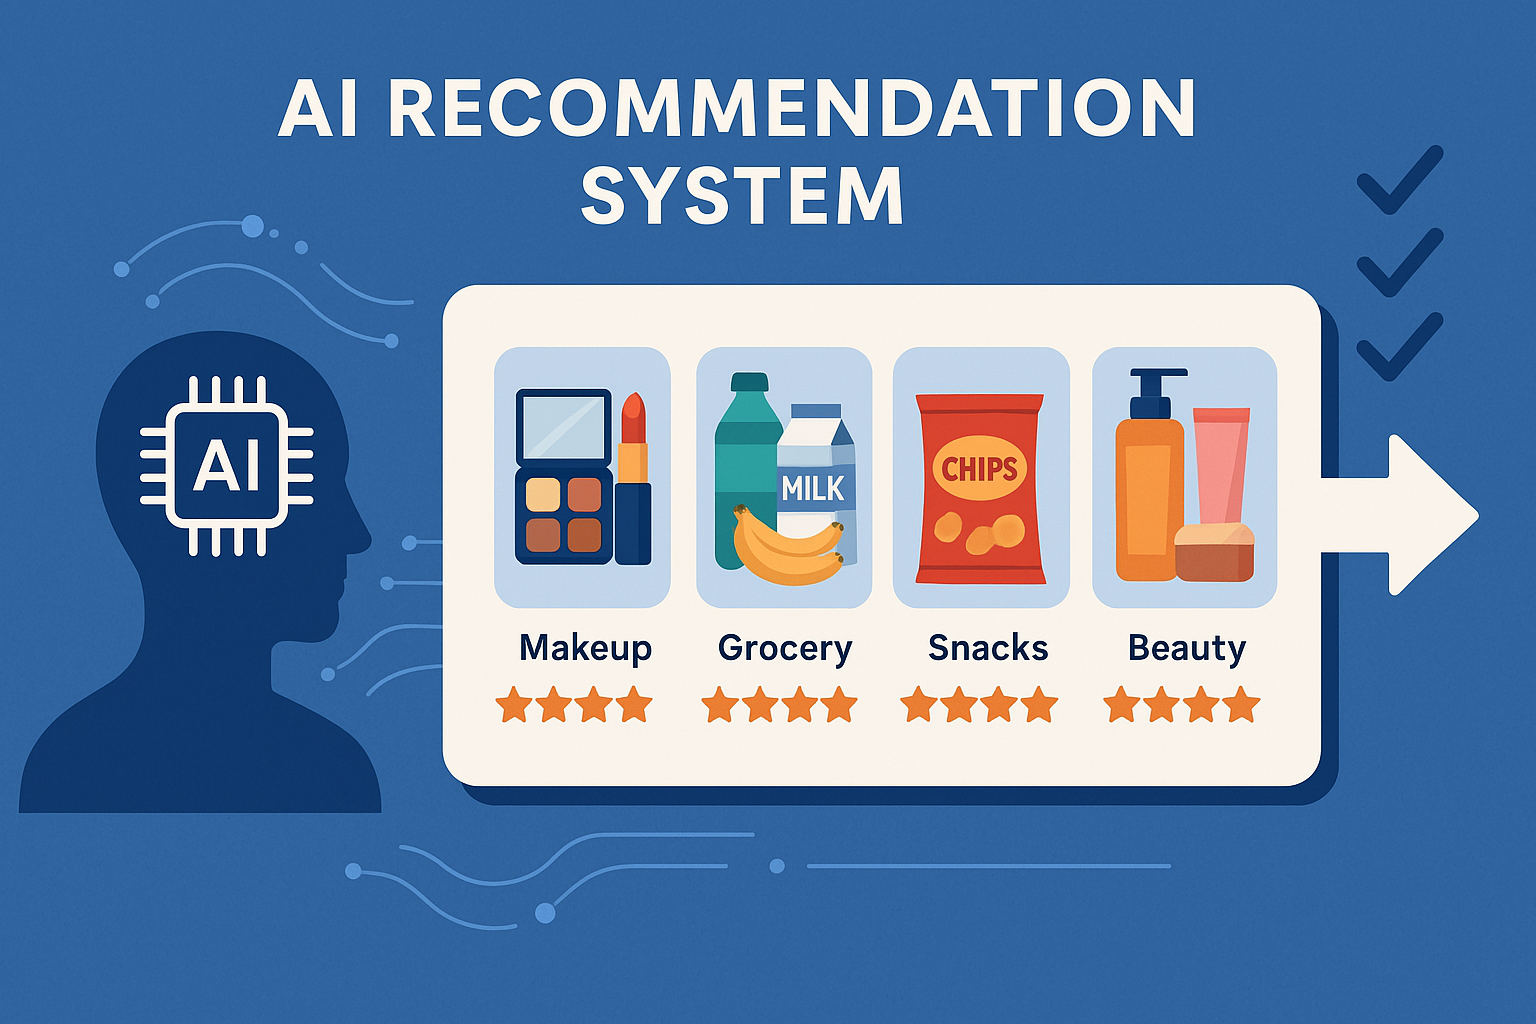 AI RECOMMENDATION
SYSTEM
AI
MILK
CHIPS
Makeup
Grocery
Snacks
Beauty